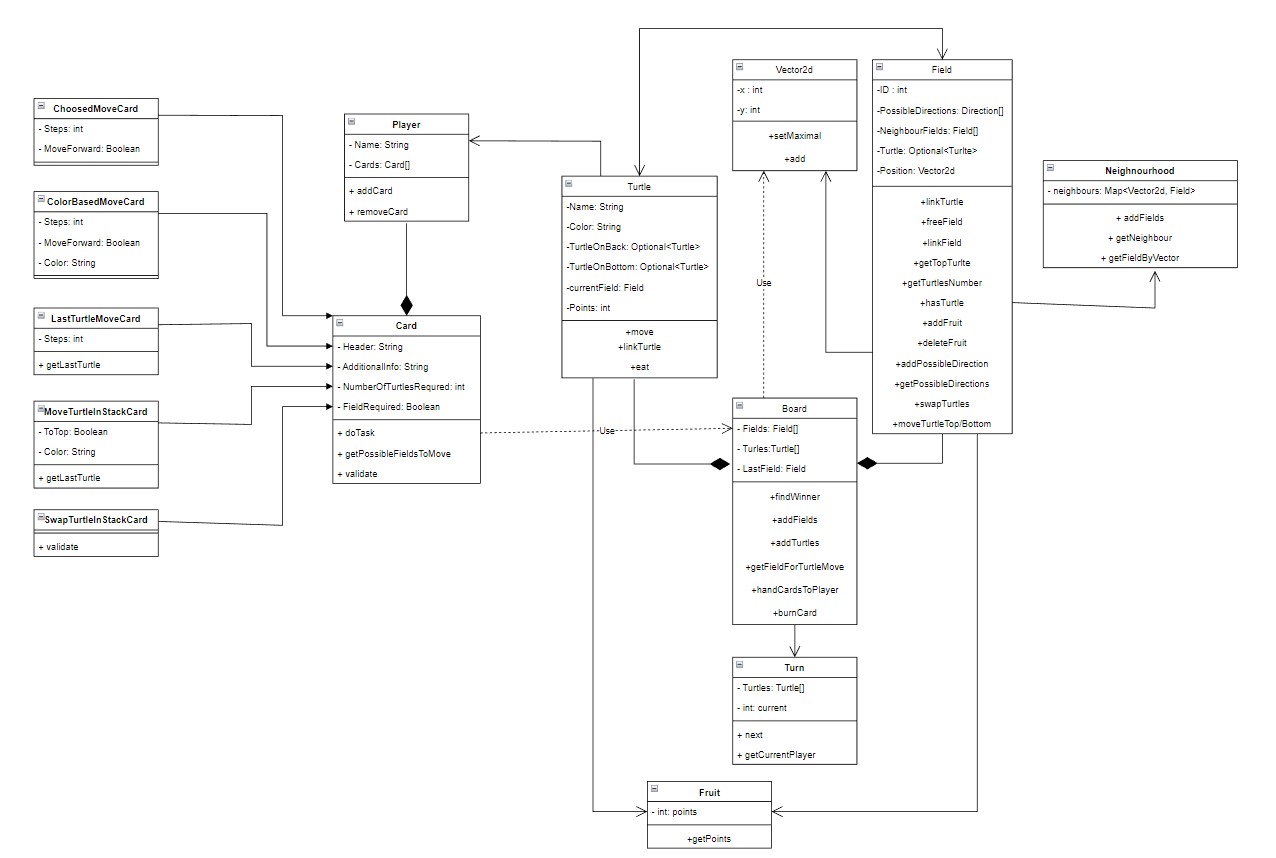 ChoosedMoveCard
- Steps: int
- MoveForward: Boolean
ColorBasedMoveCard
- Steps: int
- MoveForward: Boolean
- Color: String
LastTurtleMoveCard
- Steps: int
+ getLastTurtle
MoveTurtleInStackCard
- ToTop: Boolean
- Color: String
+ getLastTurtle
SwapTurtleInStackCard
+ validate
Player
- Name: String
- Cards: Card[]
+ addCard
+ removeCard
Card
- Header: String
- AdditionalInfo: String
- NumberOfTurtlesRequred: int
- FieldRequired: Boolean
+ doTask
+ getPossibleFieldsToMove
+ validate
Use
Turtle
-Name: String
-Color: String
-TurtleOnBack: Optional<Turtle>
-TurtleOnBottom: Optional<Turtle>
-currentField: Field
-Points: int
+move
+linkTurtle
+eat
Vector2d
-x : int
-y: int
+setMaximal
+add
Use
Board
- Fields: Field[]
- Turles:Turtle[]
- LastField: Field
+findWinner
+addFields
+addTurtles
+getFieldForTurtleMove
+handCardsToPlayer
+burnCard
Turn
- Turtles: Turtle[]
- int: current
+ next
+ getCurrentPlayer
Fruit
- int: points
+getPoints
Field
-ID : int
-PossibleDirections: Direction[]
-NeighbourFields: Field[]
-Turtle: Optional<Turlte>
-Position: Vector2d
+linkTurtle
+freeField
+linkField
+getTopTurlte
+getTurtlesNumber
+hasTurtle
+addFruit
+deleteFruit
+addPossibleDirection
+getPossibleDirections
+swapTurtles
+moveTurtleTop/Bottom
Neighnourhood
- neighbours: Map<Vector2d, Field>
+ addFields
+ getNeighbour
+ getFieldByVector